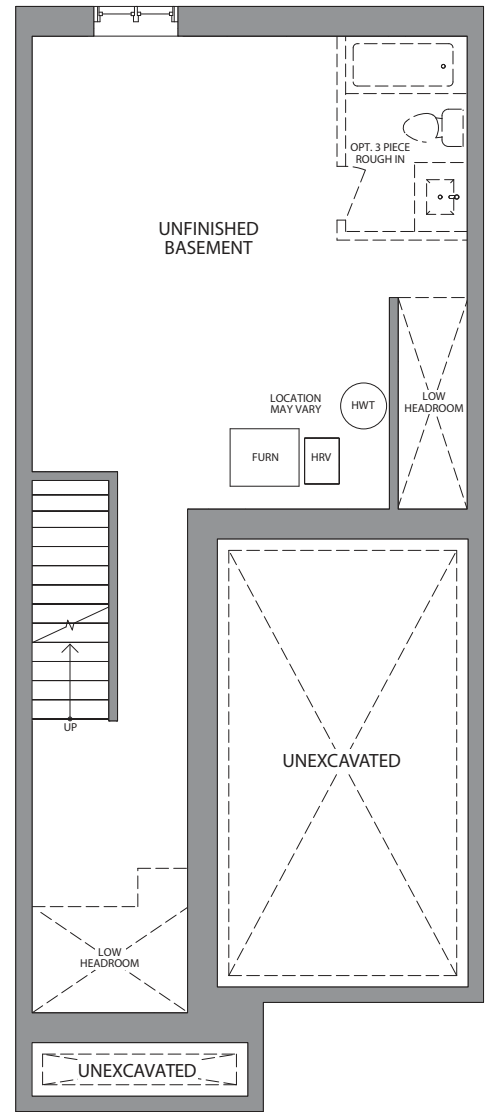 OPT. 3 PIECE
ROUGH IN
UNFINISHED
BASEMENT
LOCATION
MAY VARY
HWT
LOW
HEADROOM
FURN
HRV
UP
UNEXCAVATED
LOW
HEADROOM
UNEXCAVATED